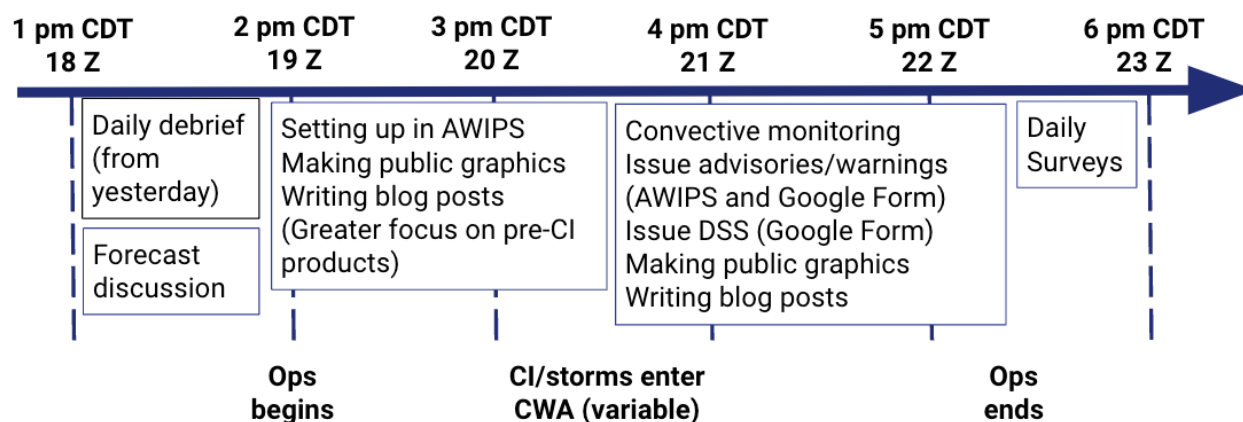 1 pm CDT
18 Z
2 pm CDT
19 Z
3 pm CDT
20 Z
4 pm CDT
21 Z
5 pm CDT
22 Z
6 pm CDT
23 Z
Daily debrief
(from
yesterday)
Forecast
discussion
Setting up in AWIPS
Making public graphics
Writing blog posts
(Greater focus on pre-CI
products)
Convective monitoring
Issue advisories/warnings
(AWIPS and Google Form)
Issue DSS (Google Form)
Making public graphics
Writing blog posts
Daily
Surveys
Ops
begins
CI/storms enter
CWA (variable)
Ops
ends